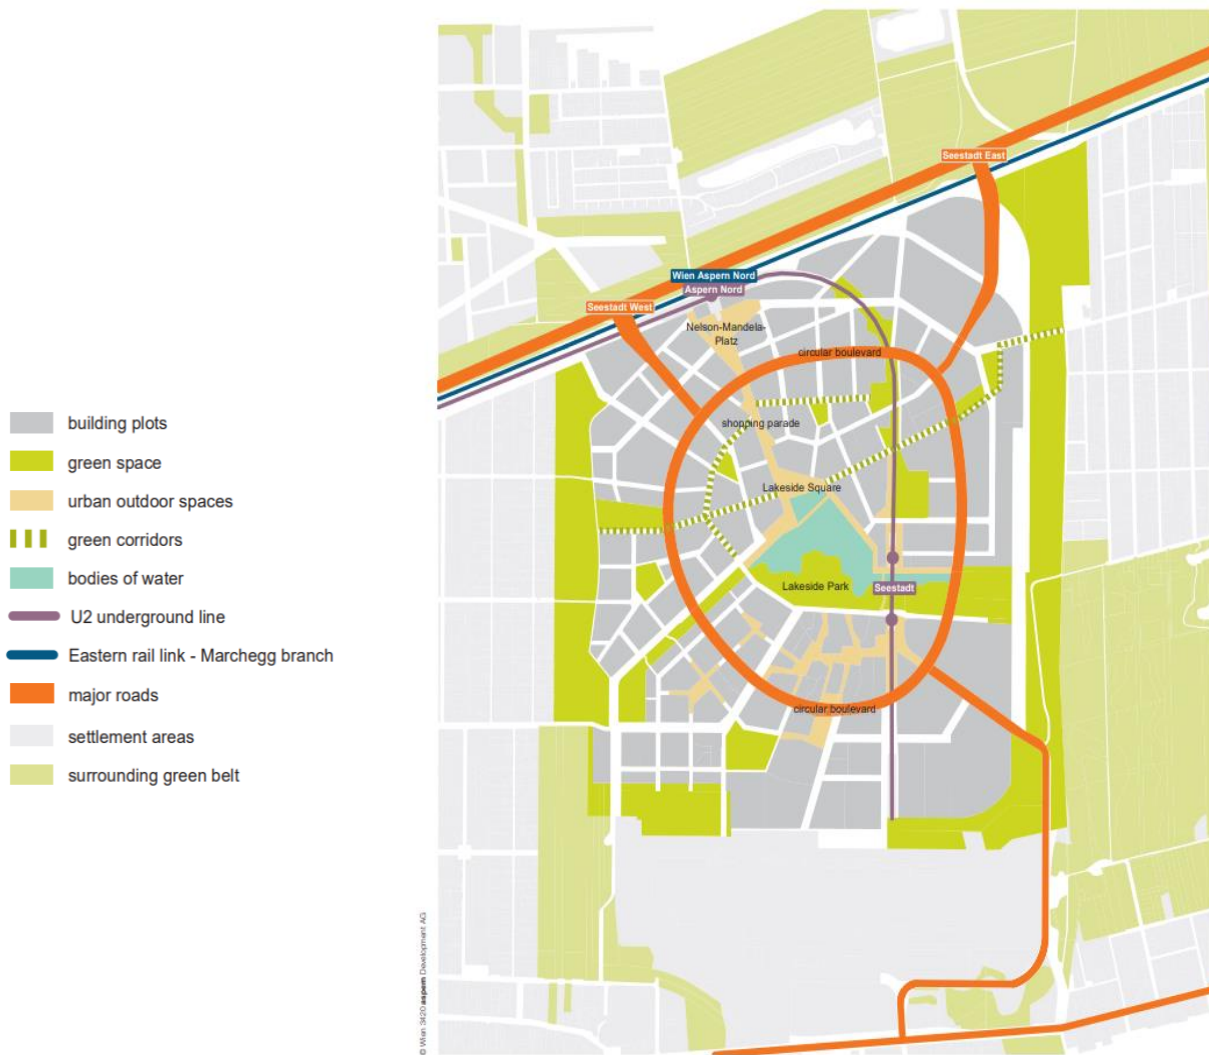 building plots
green space
urban outdoor spaces
green corridors
bodies of water
U2 underground line
Eastern rail link - Marchegg branch
major roads
settlement areas
surrounding green belt
Seestadt East
Wien Aspern Nord
Aspern Nord
Seestadt West
Nelson-Mandela-
Platz
circular boulevard
shopping parade
Lakeside Square
Lakeside Park
Seestadt
circular boulevard
© Wien 3420 aspern Development AG